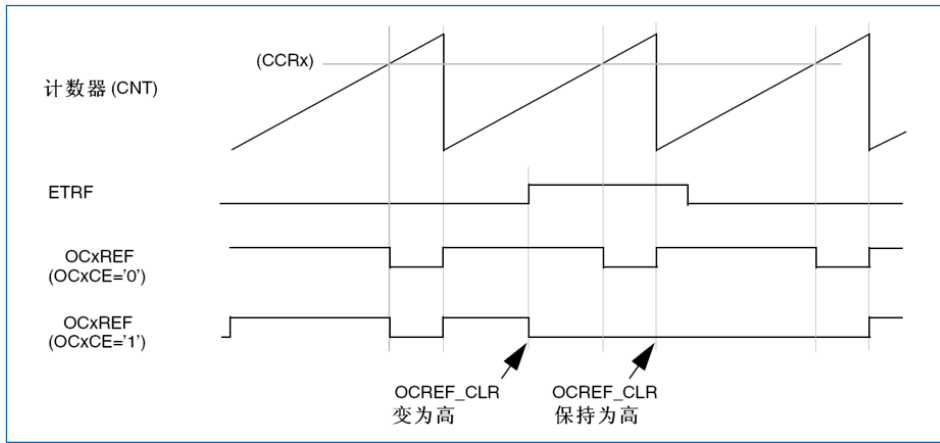 (CCRx)
计数器(CNT)
ETRF
OCxREF
(OCxCE='0')
OCxREF
(OCxCE='1')
OCREF_CLR
变为高
OCREF_CLR
保持为高